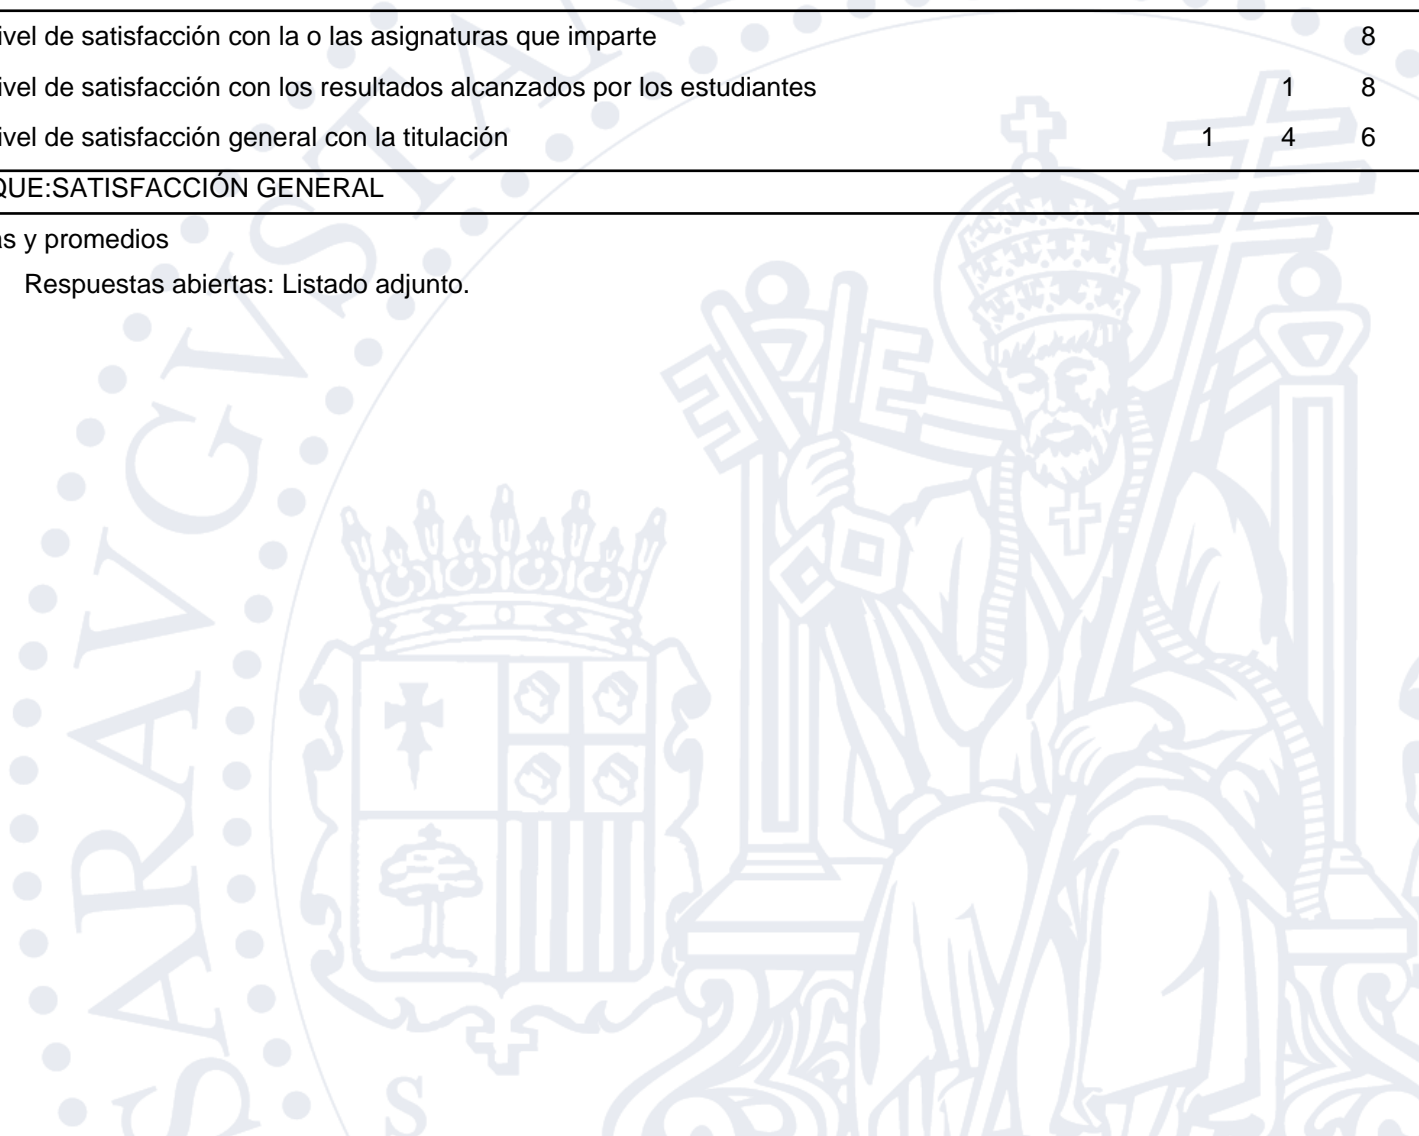 ivel de satisfacción con la o las asignaturas que imparte 8
ivel de satisfacción con los resultados alcanzados por los estudiantes 1 8
ivel de satisfacción general con la titulación 1 4 6
QUE:SATISFACCIÓN GENERAL
as y promedios
Respuestas abiertas: Listado adjunto.
SARAVGVSTAN
S